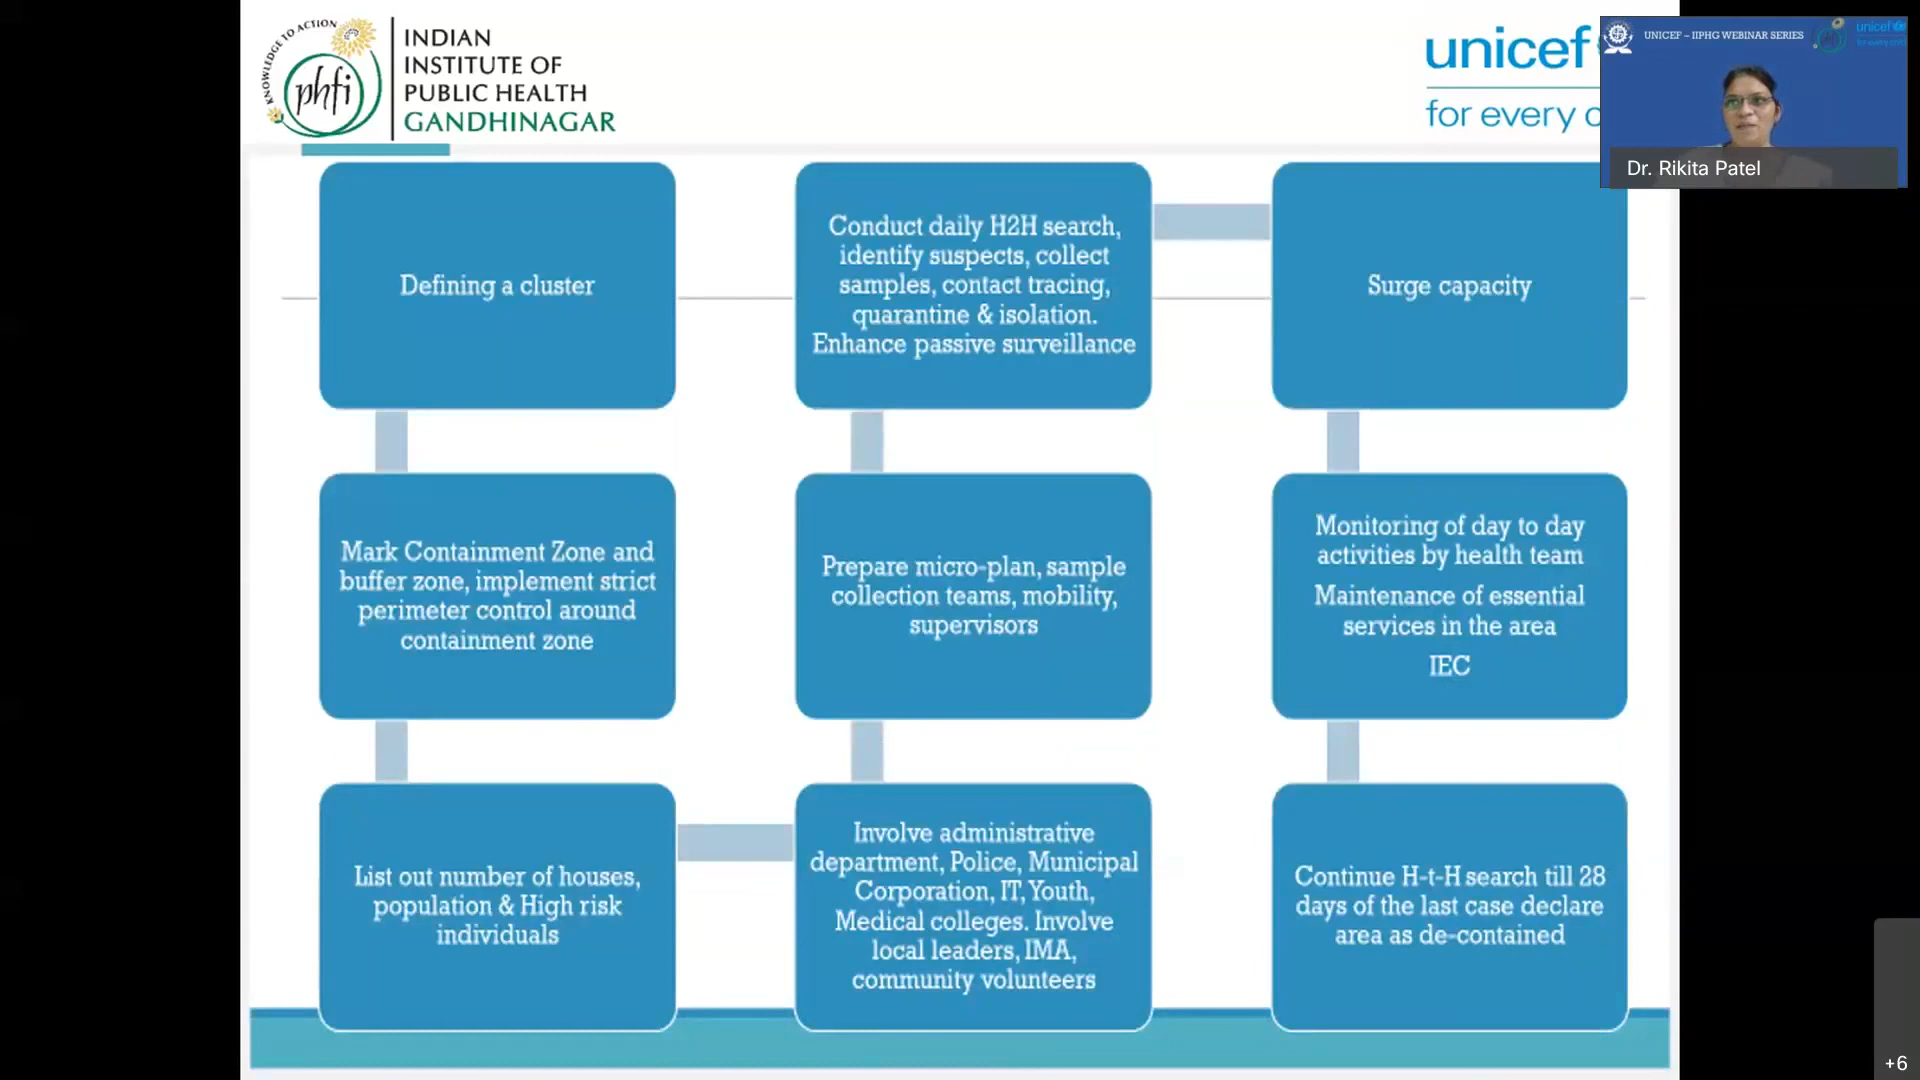 KNOWLEDGE TO ACTION
phfi
INDIAN
INSTITUTE OF
PUBLIC HEALTH
GANDHINAGAR
unicef
for every c
UNICEF – IIPHG WEBINAR SERIES
unicef
for every child
Dr. Rikita Patel
Defining a cluster
Mark Containment Zone and
buffer zone, implement strict
perimeter control around
containment zone
List out number of houses,
population & High risk
individuals
Involve administrative
department, Police, Municipal
Corporation, IT, Youth,
Medical colleges. Involve
local leaders, IMA,
community volunteers
Prepare micro-plan, sample
collection teams, mobility,
supervisors
Conduct daily H2H search,
identify suspects, collect
samples, contact tracing,
quarantine & isolation.
Enhance passive surveillance
Surge capacity
Monitoring of day to day
activities by health team
Maintenance of essential
services in the area
IEC
Continue H-t-H search till 28
days of the last case declare
area as de-contained
+6